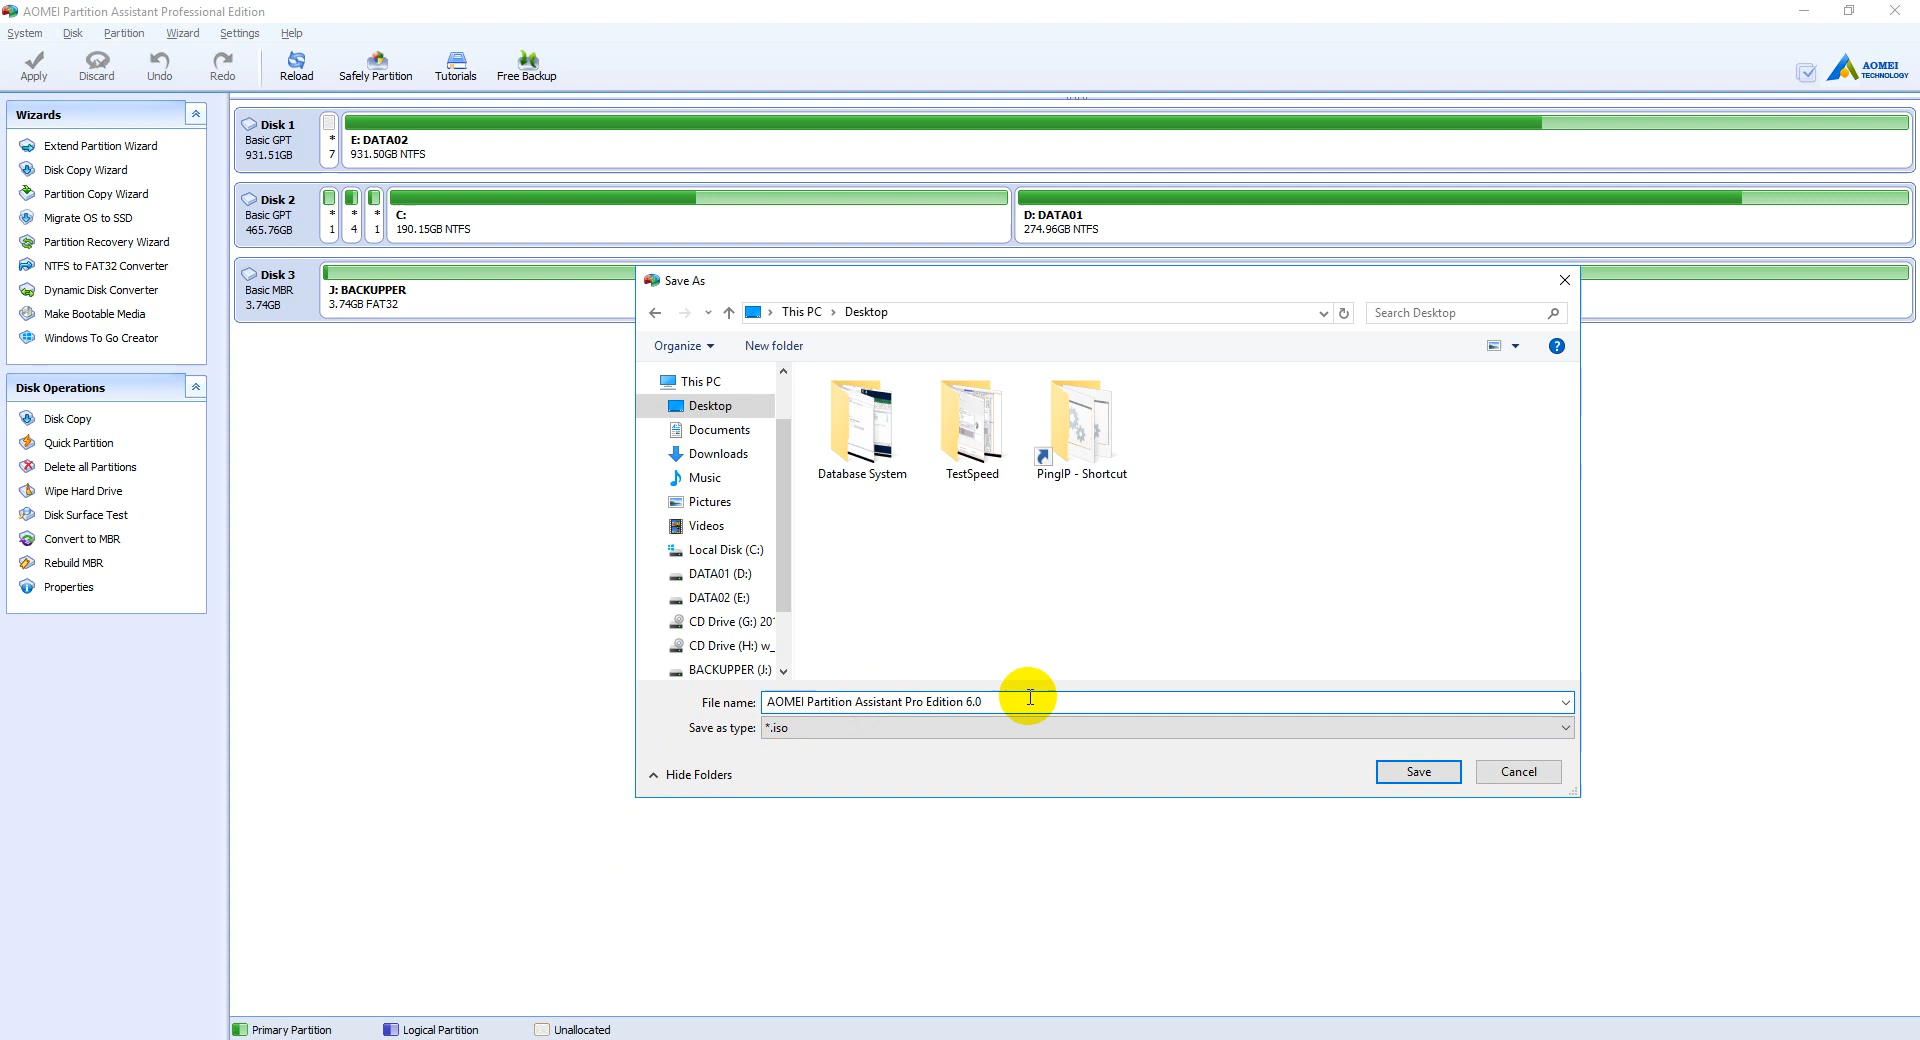 AOMEI Partition Assistant Professional Edition
System Disk Partition Wizard Settings Help
Apply Discard Undo Redo Reload Safely Partition Tutorials Free Backup
AOMEI
TECHNOLOGY
Wizards
Extend Partition Wizard
Disk Copy Wizard
Partition Copy Wizard
Migrate OS to SSD
Partition Recovery Wizard
NTFS to FAT32 Converter
Dynamic Disk Converter
Make Bootable Media
Windows To Go Creator
Disk Operations
Disk Copy
Quick Partition
Delete all Partitions
Wipe Hard Drive
Disk Surface Test
Convert to MBR
Rebuild MBR
Properties
Disk 1
Basic GPT
931.51GB
*
7
E: DATA02
931.50GB NTFS
Disk 2
Basic GPT
465.76GB
* * *
1 4 1
C:
190.15GB NTFS
D: DATA01
274.96GB NTFS
Disk 3
Basic MBR
3.74GB
J: BACKUPPER
3.74GB FAT32
Save As
This PC > Desktop
Search Desktop
Organize New folder
This PC
Desktop
Documents
Downloads
Music
Pictures
Videos
Local Disk (C:)
DATA01 (D:)
DATA02 (E:)
CD Drive (G:) 201
CD Drive (H:) w_
BACKUPPER (J:)
Database System
TestSpeed
PingIP - Shortcut
File name: AOMEI Partition Assistant Pro Edition 6.0
Save as type: *.iso
Hide Folders
Save Cancel
Primary Partition Logical Partition Unallocated